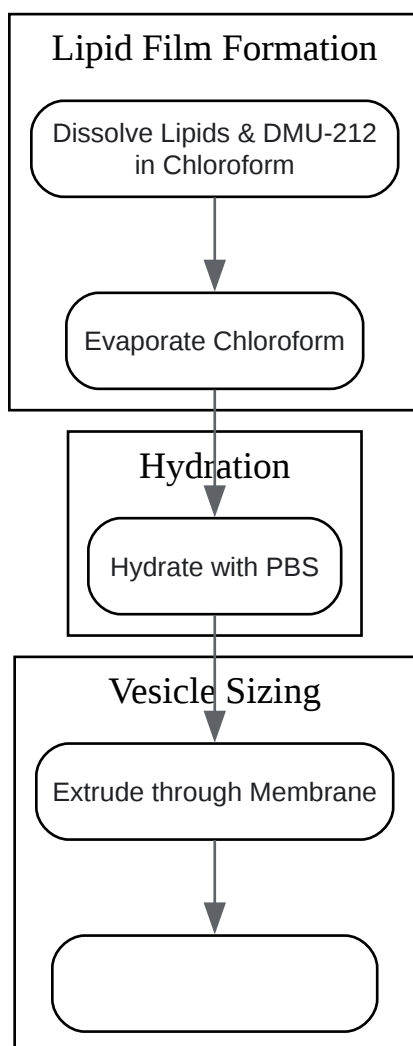 Lipid Film Formation
Dissolve Lipids & DMU-212
in Chloroform
Evaporate Chloroform
Hydration
Hydrate with PBS
Vesicle Sizing
Extrude through Membrane